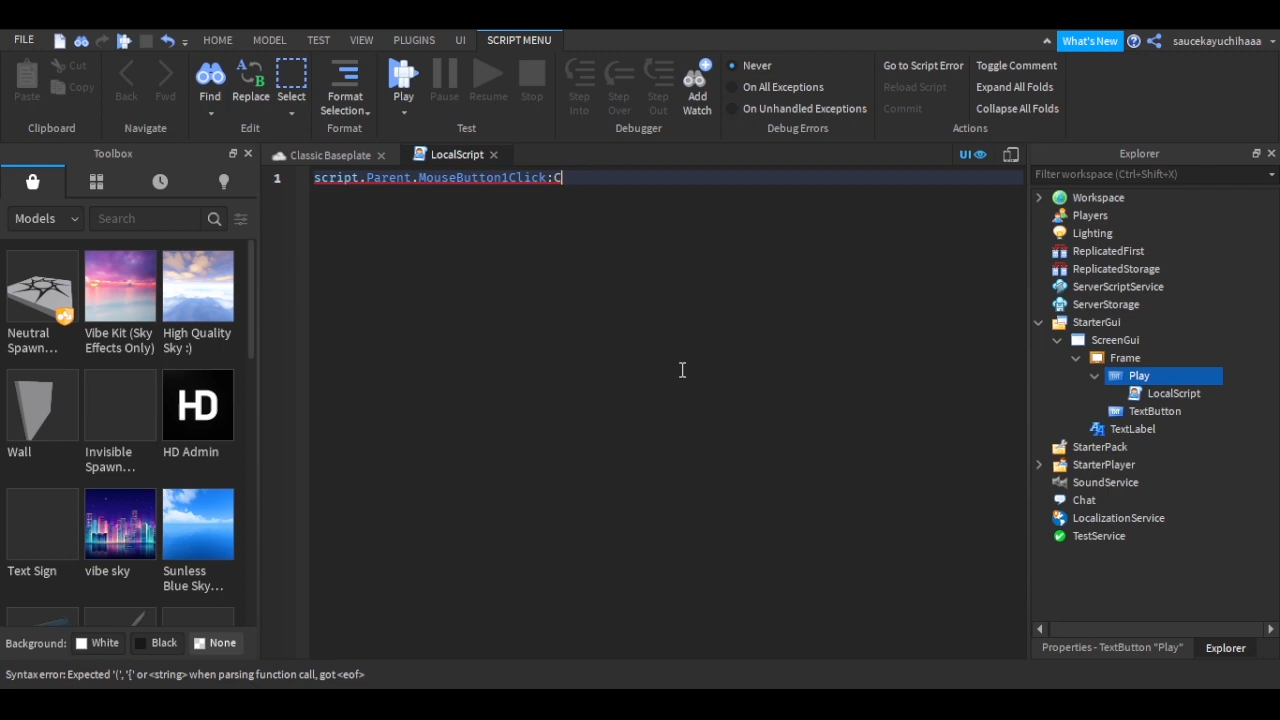 FILE HOME MODEL TEST VIEW PLUGINS UI SCRIPT MENU What's New saucekayuchihaaa
Paste Cut Copy
Back Fwd
Find Replace Select
Format Selection
Play Pause Resume Stop
Step Into Step Over Step Out Add Watch
Never
On All Exceptions
On Unhandled Exceptions
Go to Script Error
Reload Script
Commit
Toggle Comment
Expand All Folds
Collapse All Folds
Clipboard Navigate Edit Format Test Debugger Debug Errors Actions
Toolbox
Classic Baseplate LocalScript UI
Models Search
Neutral Spawn...
Vibe Kit (Sky Effects Only)
High Quality Sky :)
HD
Wall
Invisible Spawn...
HD Admin
Text Sign
vibe sky
Sunless Blue Sky...
Background: White Black None
1 script.Parent.MouseButton1Click:C
Explorer
Filter workspace (Ctrl+Shift+X)
Workspace
Players
Lighting
ReplicatedFirst
ReplicatedStorage
ServerScriptService
ServerStorage
StarterGui
ScreenGui
Frame
Play
LocalScript
TextButton
TextLabel
StarterPack
StarterPlayer
SoundService
Chat
LocalizationService
TestService
Properties - TextButton "Play" Explorer
Syntax error: Expected '(', '{' or <string> when parsing function call, got <eof>